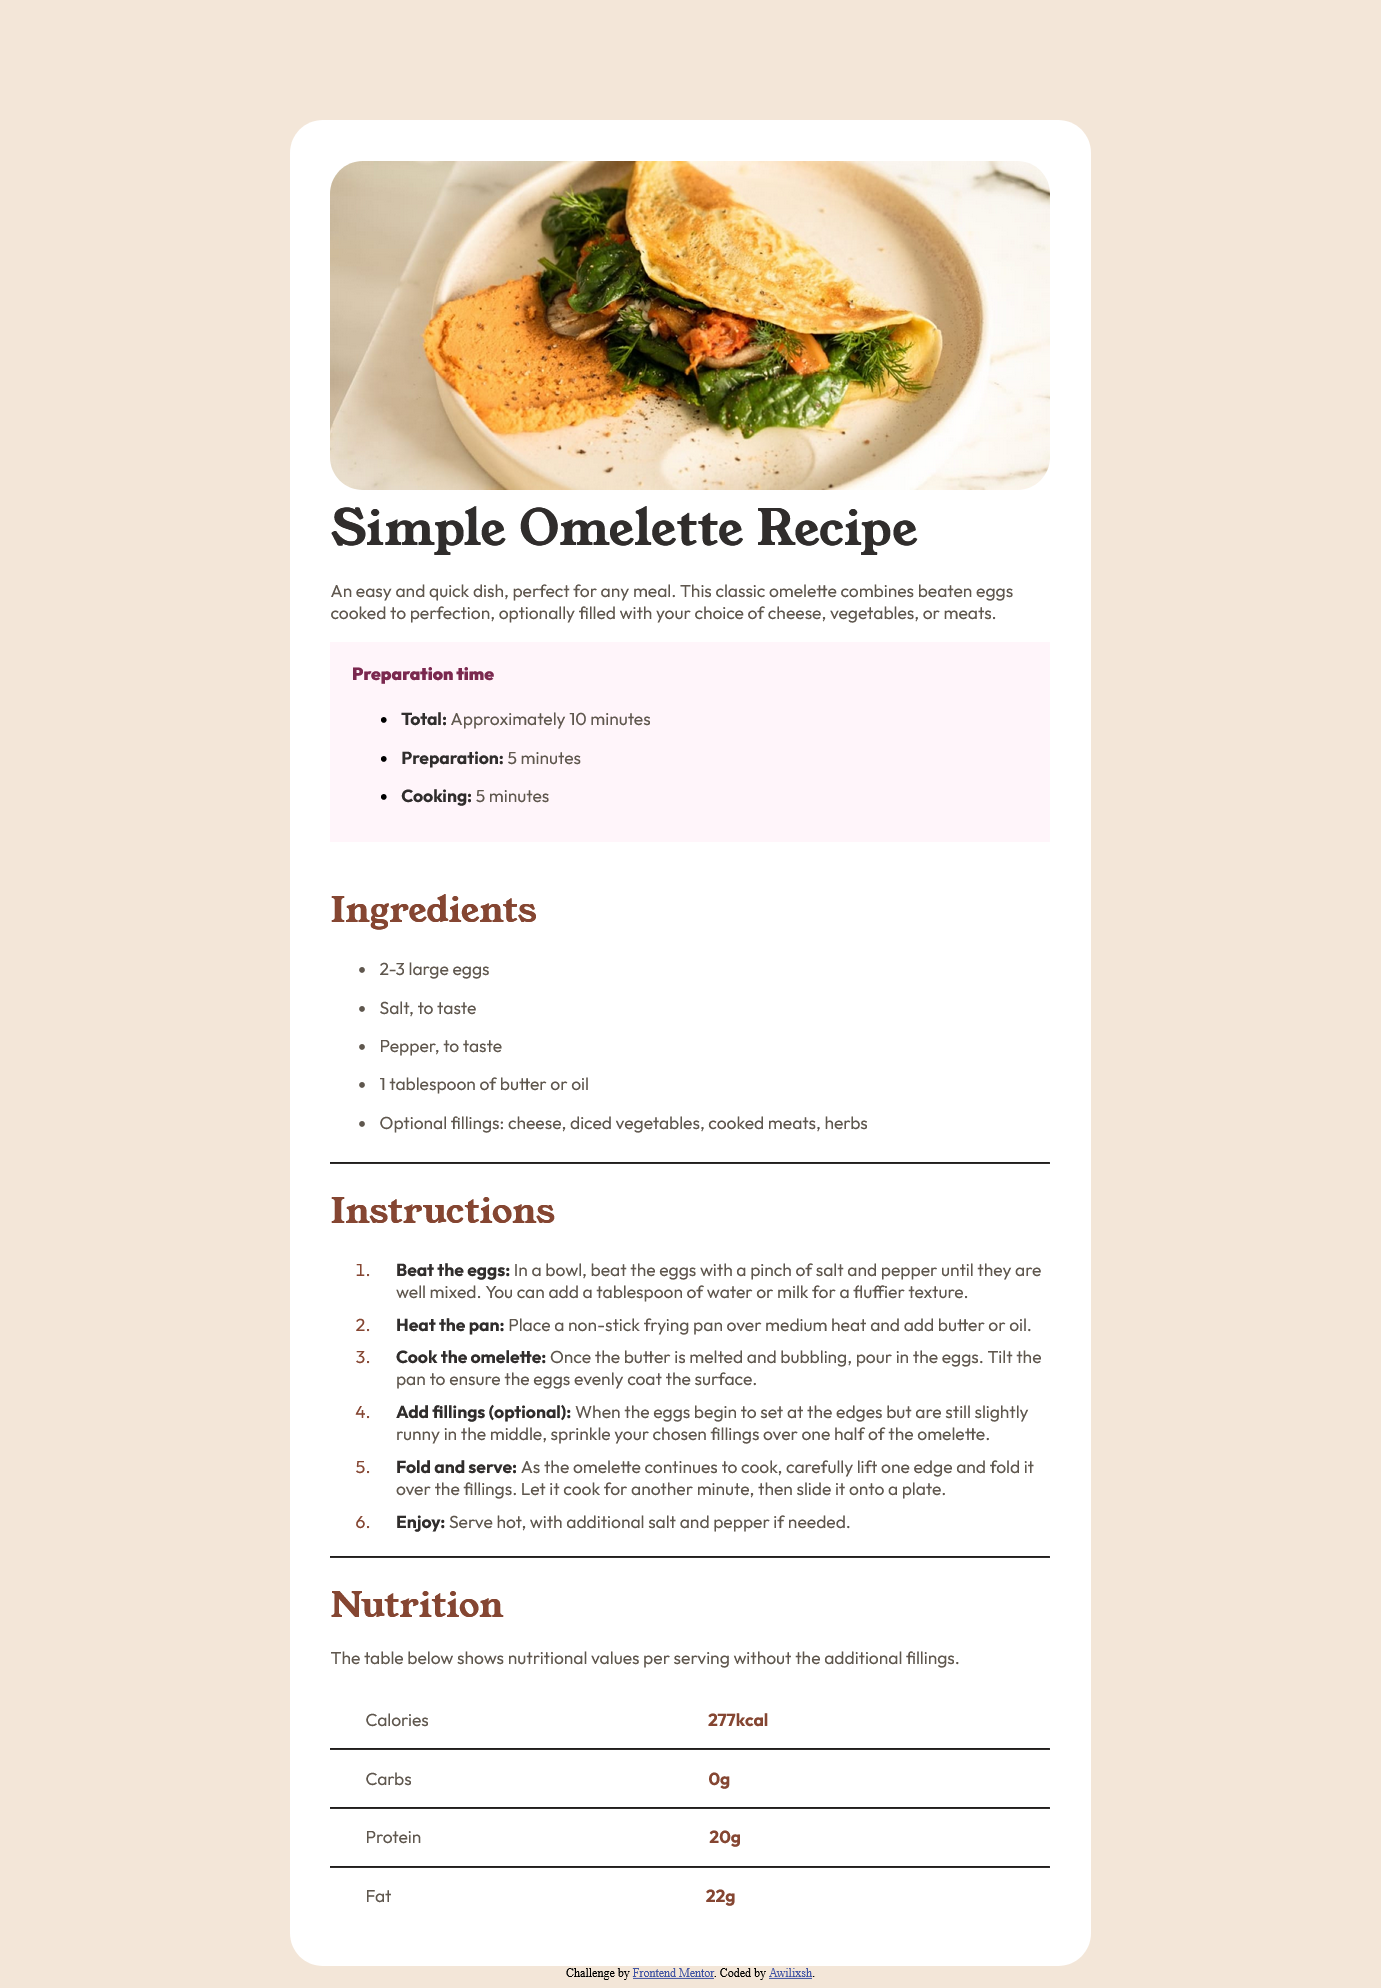 Simple Omelette Recipe
An easy and quick dish, perfect for any meal. This classic omelette combines beaten eggs
cooked to perfection, optionally filled with your choice of cheese, vegetables, or meats.
Preparation time
• Total: Approximately 10 minutes
• Preparation: 5 minutes
• Cooking: 5 minutes
Ingredients
• 2-3 large eggs
• Salt, to taste
• Pepper, to taste
• 1 tablespoon of butter or oil
• Optional fillings: cheese, diced vegetables, cooked meats, herbs
Instructions
1. Beat the eggs: In a bowl, beat the eggs with a pinch of salt and pepper until they are
well mixed. You can add a tablespoon of water or milk for a fluffier texture.
2. Heat the pan: Place a non-stick frying pan over medium heat and add butter or oil.
3. Cook the omelette: Once the butter is melted and bubbling, pour in the eggs. Tilt the
pan to ensure the eggs evenly coat the surface.
4. Add fillings (optional): When the eggs begin to set at the edges but are still slightly
runny in the middle, sprinkle your chosen fillings over one half of the omelette.
5. Fold and serve: As the omelette continues to cook, carefully lift one edge and fold it
over the fillings. Let it cook for another minute, then slide it onto a plate.
6. Enjoy: Serve hot, with additional salt and pepper if needed.
Nutrition
The table below shows nutritional values per serving without the additional fillings.
Calories 277kcal
Carbs 0g
Protein 20g
Fat 22g
Challenge by Frontend Mentor. Coded by Awilixsh.